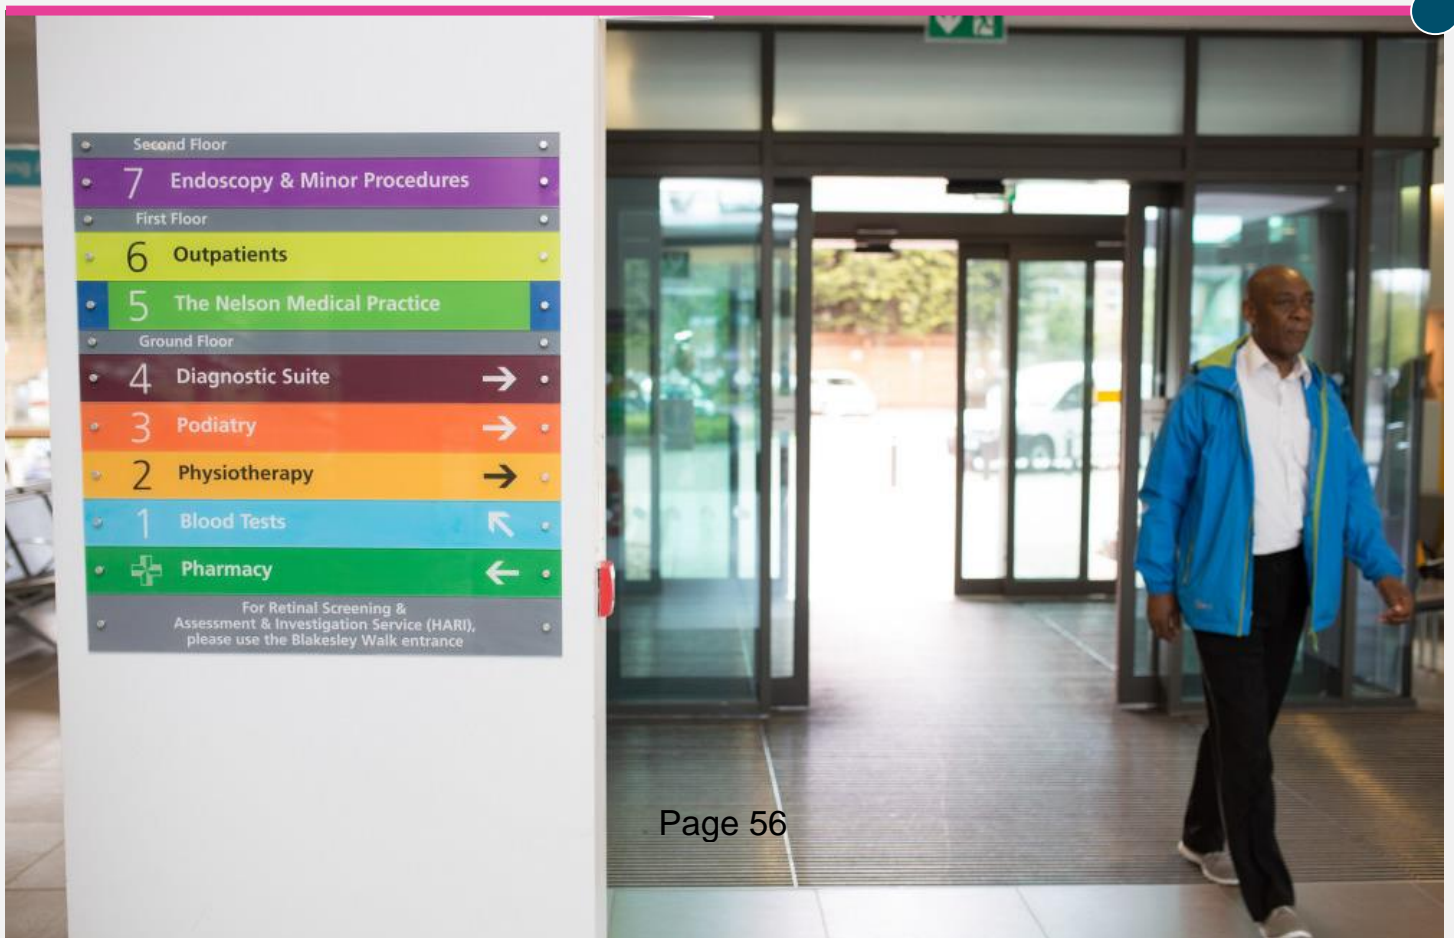 Second Floor
7 Endoscopy & Minor Procedures
First Floor
6 Outpatients
5 The Nelson Medical Practice
Ground Floor
4 Diagnostic Suite →
3 Podiatry →
2 Physiotherapy →
1 Blood Tests ↖
Pharmacy ←
For Retinal Screening &
Assessment & Investigation Service (HARI),
please use the Blakesley Walk entrance
Page 56